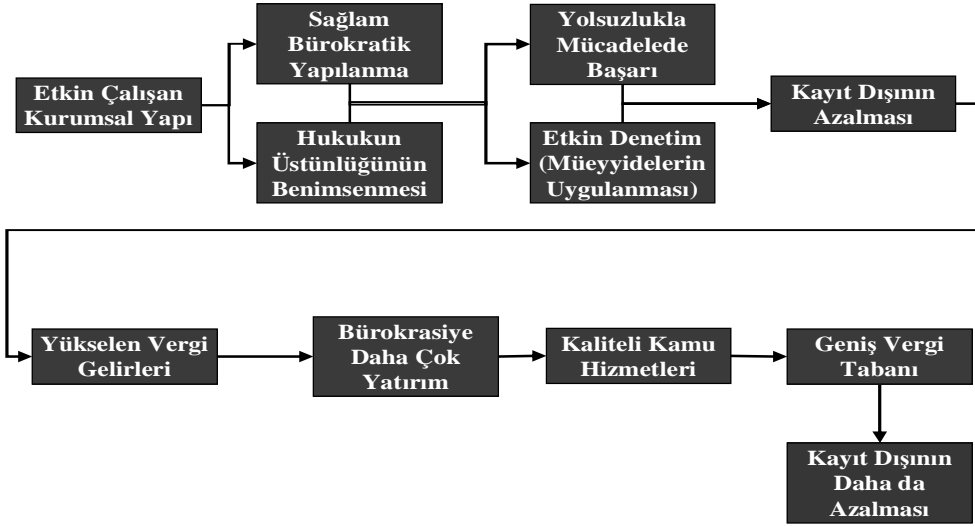 Etkin Çalışan
Kurumsal Yapı
Sağlam
Bürokratik
Yapılanma
Hukukun
Üstünlüğünün
Benimsenmesi
Yolsuzlukla
Mücadelede
Başarı
Etkin Denetim
(Müeyyidelerin
Uygulanması)
Kayıt Dışının
Azalması
Yükselen Vergi
Gelirleri
Bürokrasiye
Daha Çok
Yatırım
Kaliteli Kamu
Hizmetleri
Geniş Vergi
Tabanı
Kayıt Dışının
Daha da
Azalması